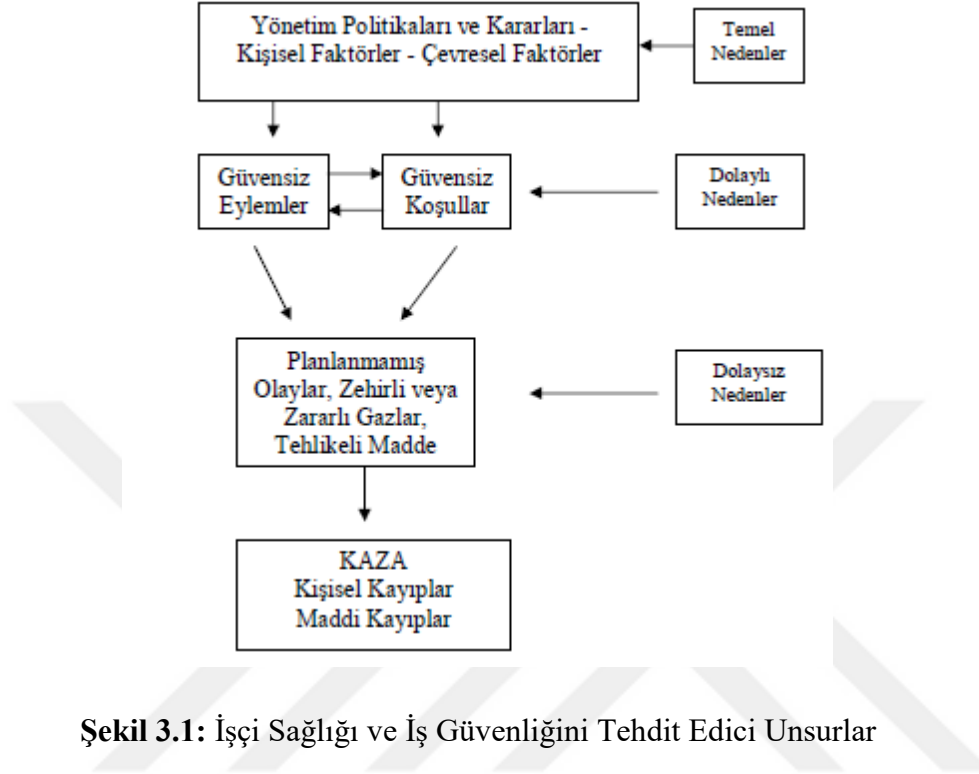 Yönetim Politikaları ve Kararları -
Kişisel Faktörler - Çevresel Faktörler
Temel
Nedenler
Güvensiz
Eylemler
Güvensiz
Koşullar
Dolaylı
Nedenler
Planlanmamış
Olaylar, Zehirli veya
Zararlı Gazlar,
Tehlikeli Madde
Dolaysız
Nedenler
KAZA
Kişisel Kayıplar
Maddi Kayıplar
Şekil 3.1: İşçi Sağlığı ve İş Güvenliğini Tehdit Edici Unsurlar